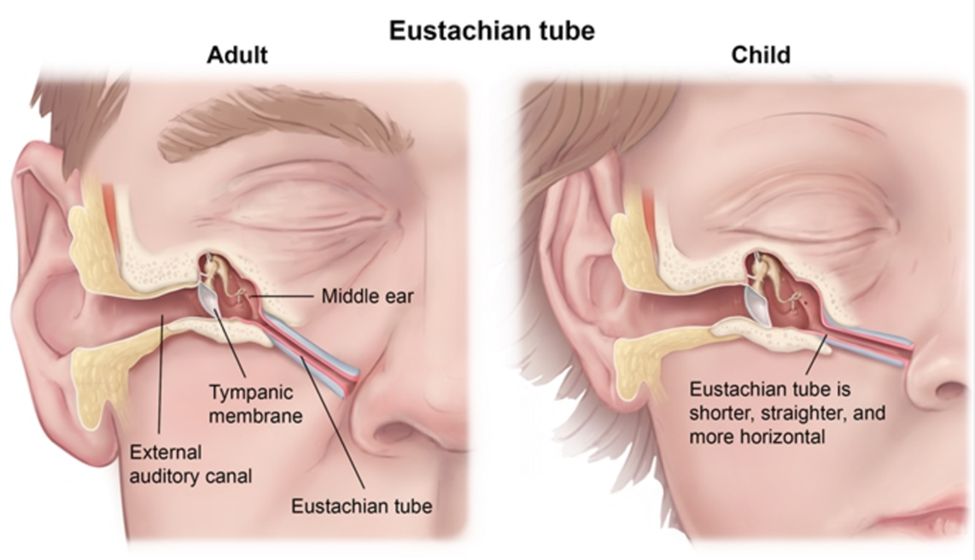 Eustachian tube
Adult
Child
Middle ear
Tympanic
membrane
External
auditory canal
Eustachian tube
Eustachian tube is
shorter, straighter, and
more horizontal